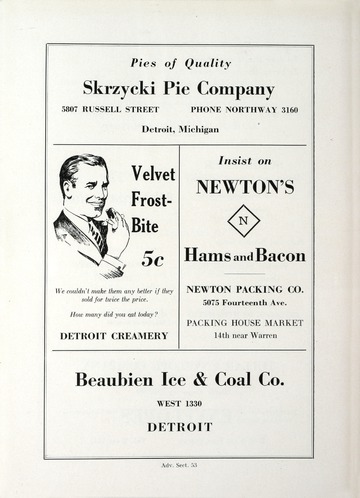 Pies of Quality
Skrzycki Pie Company
5807 RUSSELL STREET PHONE NORTHWAY 3160
Detroit, Michigan
Velvet
Frost-
Bite
5c
We couldn't make them any better if they
sold for twice the price.
How many did you eat today?
DETROIT CREAMERY
Insist on
NEWTON'S
N
Hams and Bacon
NEWTON PACKING CO.
5075 Fourteenth Ave.
PACKING HOUSE MARKET
14th near Warren
Beaubien Ice & Coal Co.
WEST 1330
DETROIT
Adv. Sect. 53